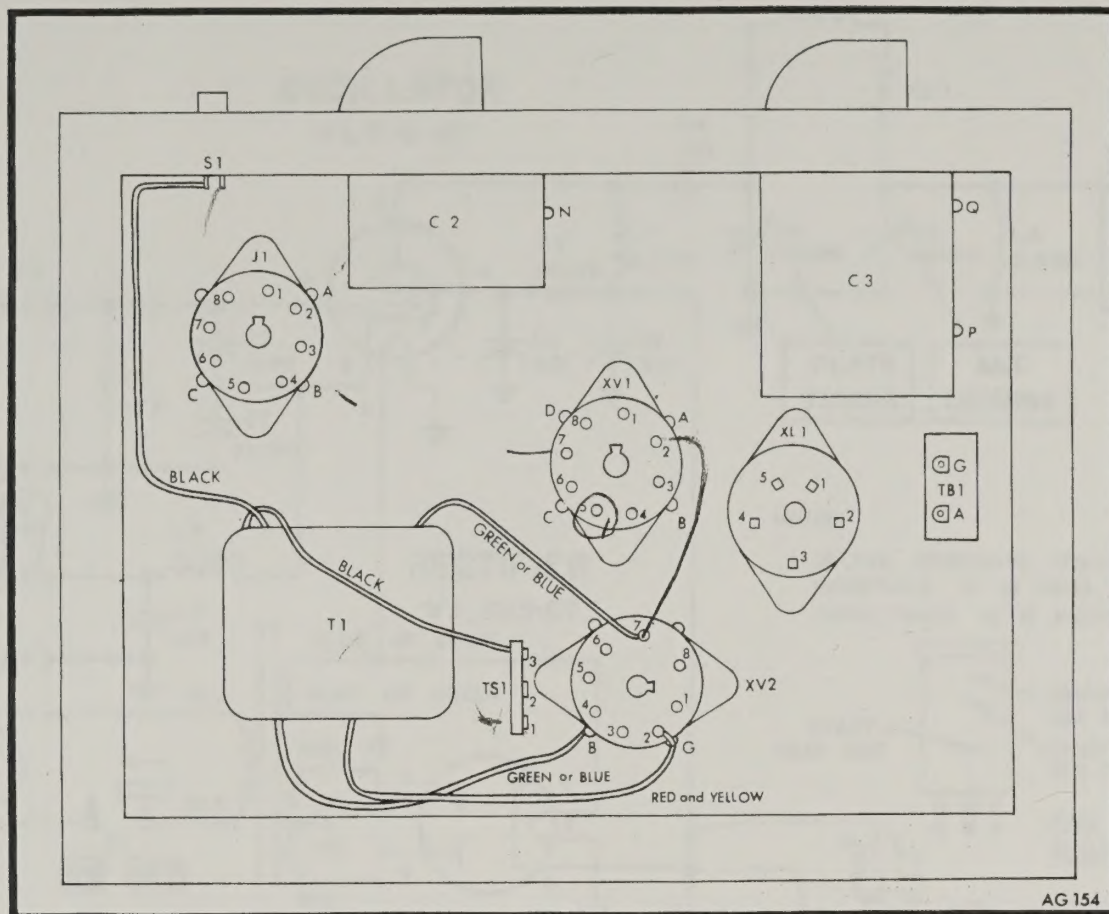 S1
C 2
N
Q
C 3
P
J1
8 1 A
7 2
6 3
C 5 4 B
XV1
D 8 1 A
7 2
6 3
C 5 4 B
XL 1
5 1
4 2
3
G
TB1
A
BLACK
GREEN or BLUE
BLACK
T1
TS1
3
2
1
7
6 8
5
4 1
B 3 2 G
XV2
GREEN or BLUE
RED and YELLOW
AG 154